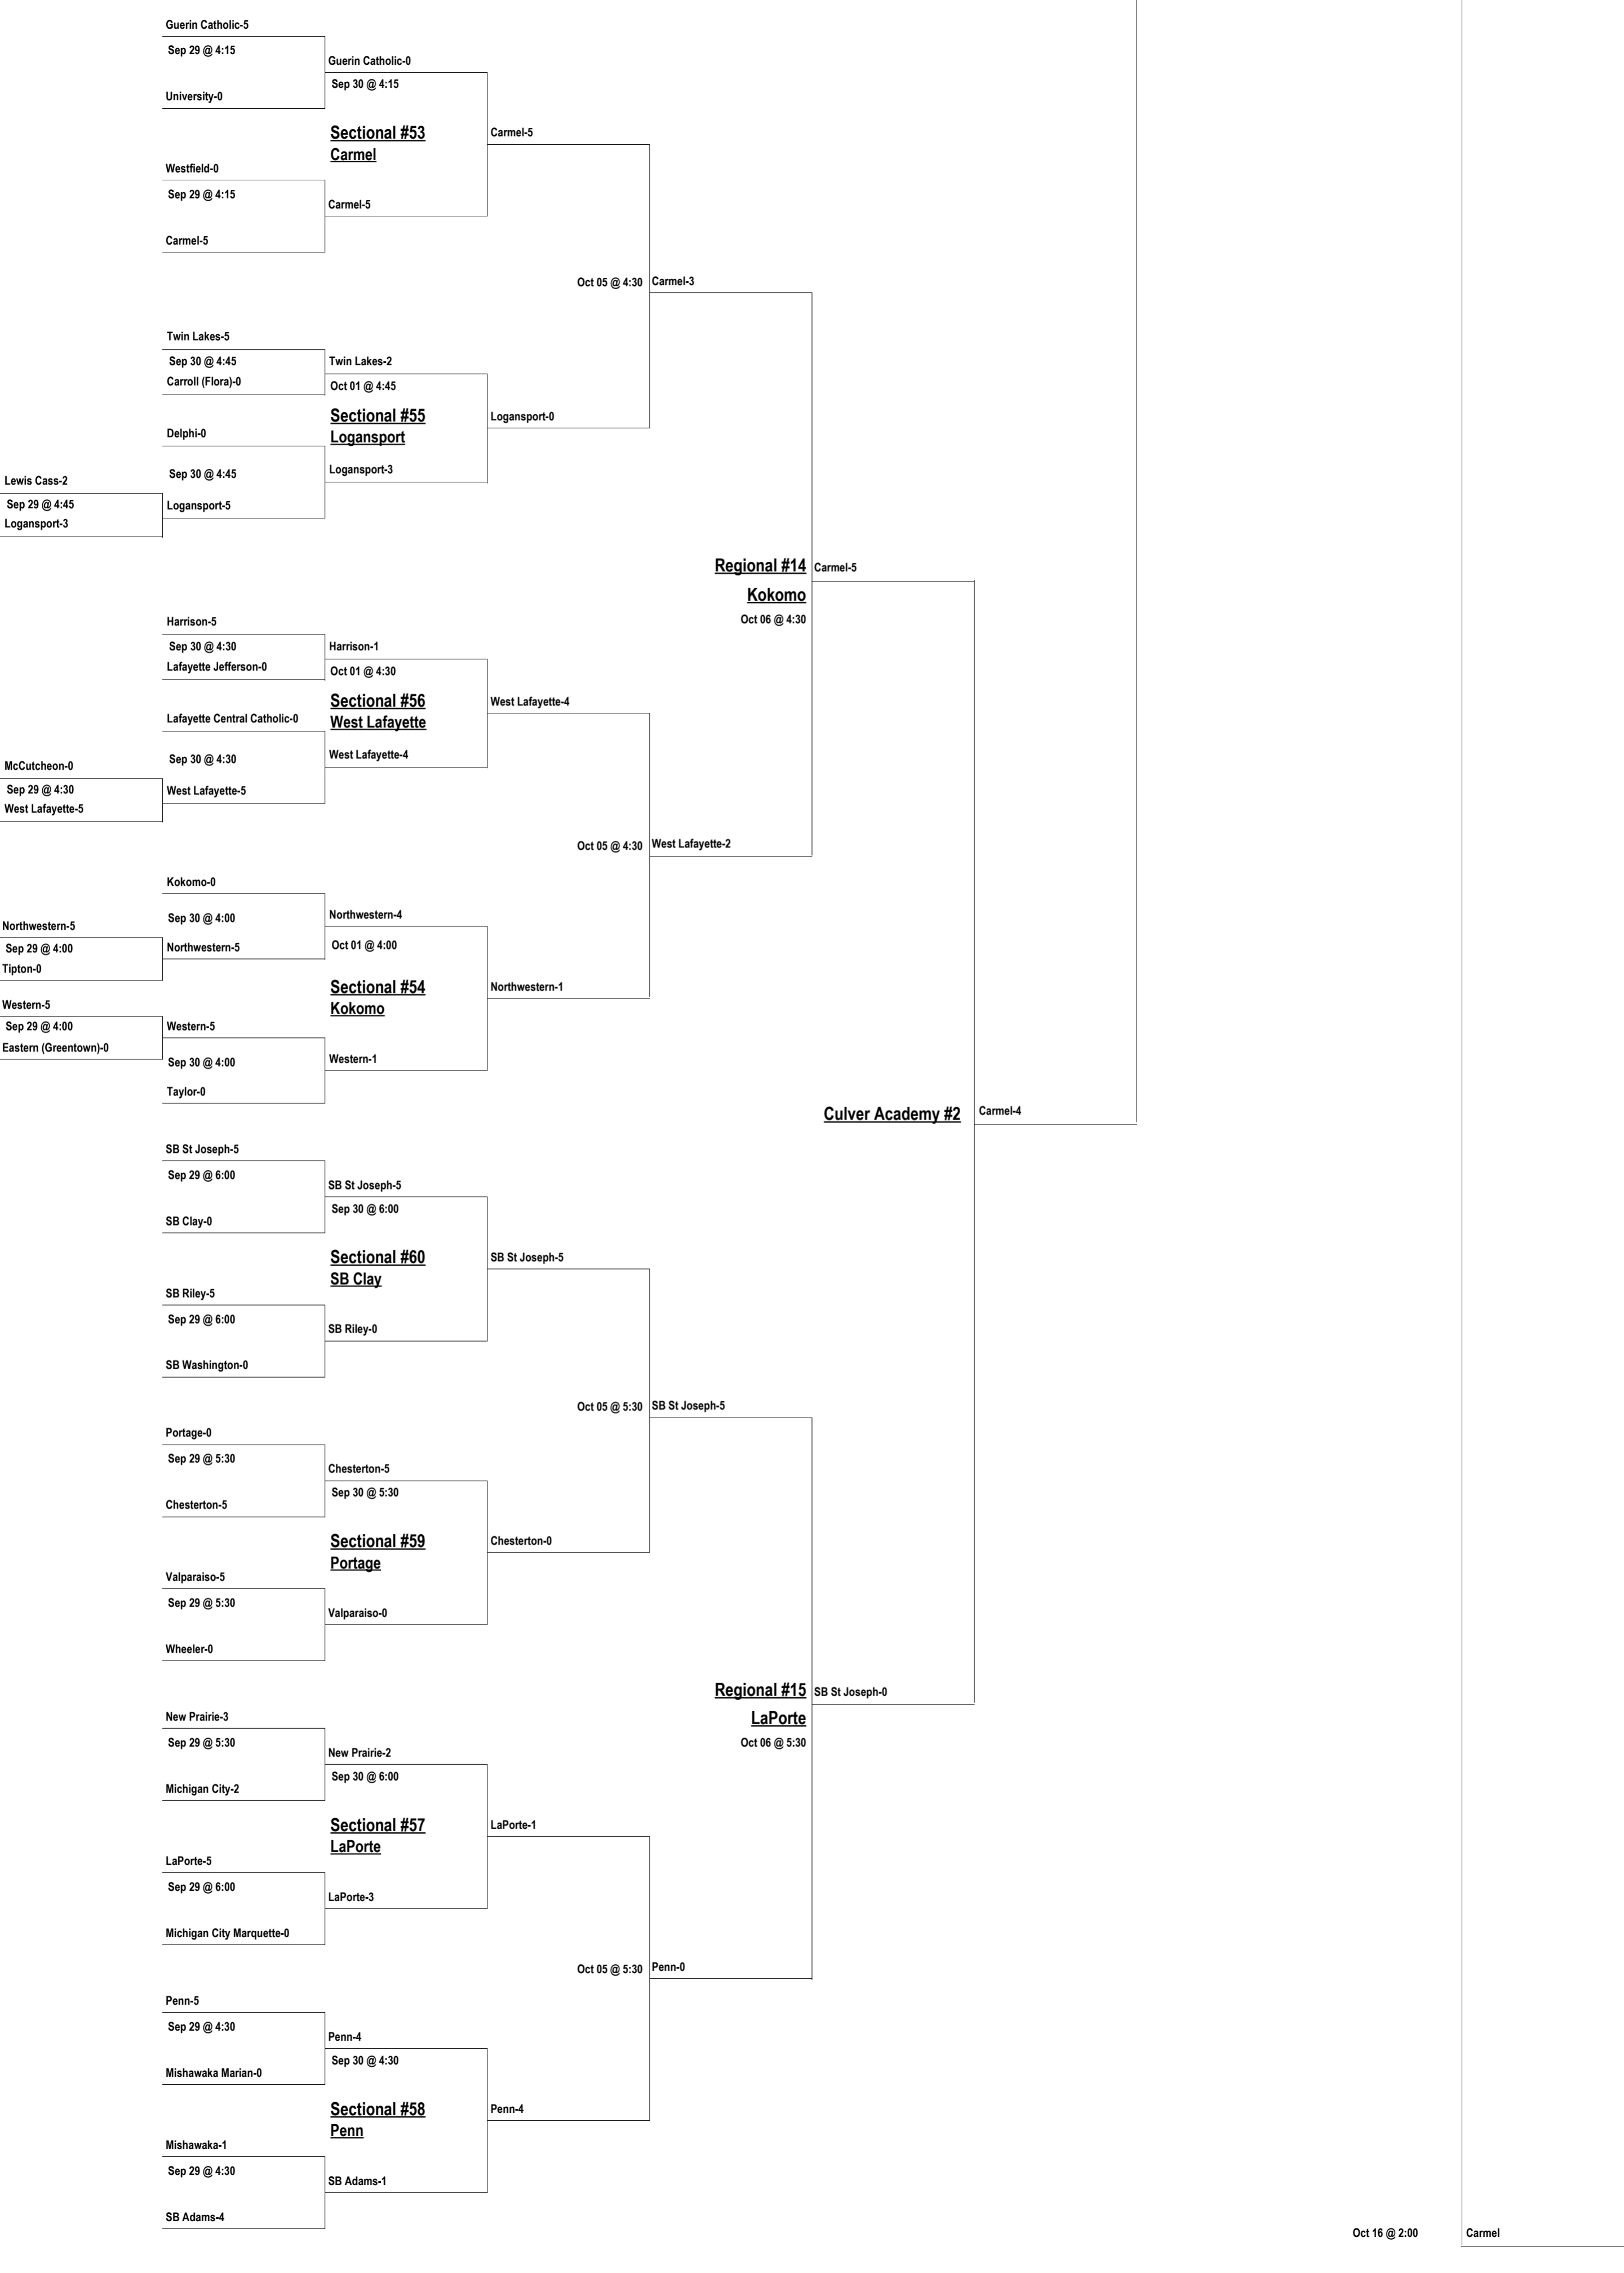 Guerin Catholic-5
Sep 29 @ 4:15
Guerin Catholic-0
Sep 30 @ 4:15
University-0
Sectional #53
Carmel
Carmel-5
Westfield-0
Sep 29 @ 4:15
Carmel-5
Carmel-5
Oct 05 @ 4:30
Carmel-3
Twin Lakes-5
Sep 30 @ 4:45
Twin Lakes-2
Carroll (Flora)-0
Oct 01 @ 4:45
Sectional #55
Logansport
Logansport-0
Delphi-0
Sep 30 @ 4:45
Logansport-3
Lewis Cass-2
Sep 29 @ 4:45
Logansport-5
Logansport-3
Regional #14
Carmel-5
Kokomo
Oct 06 @ 4:30
Harrison-5
Sep 30 @ 4:30
Harrison-1
Lafayette Jefferson-0
Oct 01 @ 4:30
Sectional #56
West Lafayette
West Lafayette-4
Lafayette Central Catholic-0
Sep 30 @ 4:30
West Lafayette-4
McCutcheon-0
Sep 29 @ 4:30
West Lafayette-5
West Lafayette-5
Oct 05 @ 4:30
West Lafayette-2
Kokomo-0
Sep 30 @ 4:00
Northwestern-4
Northwestern-5
Sep 29 @ 4:00
Northwestern-5
Oct 01 @ 4:00
Tipton-0
Sectional #54
Kokomo
Northwestern-1
Western-5
Sep 29 @ 4:00
Western-5
Eastern (Greentown)-0
Sep 30 @ 4:00
Western-1
Taylor-0
Culver Academy #2
Carmel-4
SB St Joseph-5
Sep 29 @ 6:00
SB St Joseph-5
Sep 30 @ 6:00
SB Clay-0
Sectional #60
SB Clay
SB St Joseph-5
SB Riley-5
Sep 29 @ 6:00
SB Riley-0
SB Washington-0
Oct 05 @ 5:30
SB St Joseph-5
Portage-0
Sep 29 @ 5:30
Chesterton-5
Sep 30 @ 5:30
Chesterton-5
Sectional #59
Portage
Chesterton-0
Valparaiso-5
Sep 29 @ 5:30
Valparaiso-0
Wheeler-0
Regional #15
SB St Joseph-0
LaPorte
Oct 06 @ 5:30
New Prairie-3
Sep 29 @ 5:30
New Prairie-2
Sep 30 @ 6:00
Michigan City-2
Sectional #57
LaPorte
LaPorte-1
LaPorte-5
Sep 29 @ 6:00
LaPorte-3
Michigan City Marquette-0
Oct 05 @ 5:30
Penn-0
Penn-5
Sep 29 @ 4:30
Penn-4
Sep 30 @ 4:30
Mishawaka Marian-0
Sectional #58
Penn
Penn-4
Mishawaka-1
Sep 29 @ 4:30
SB Adams-1
SB Adams-4
Oct 16 @ 2:00
Carmel